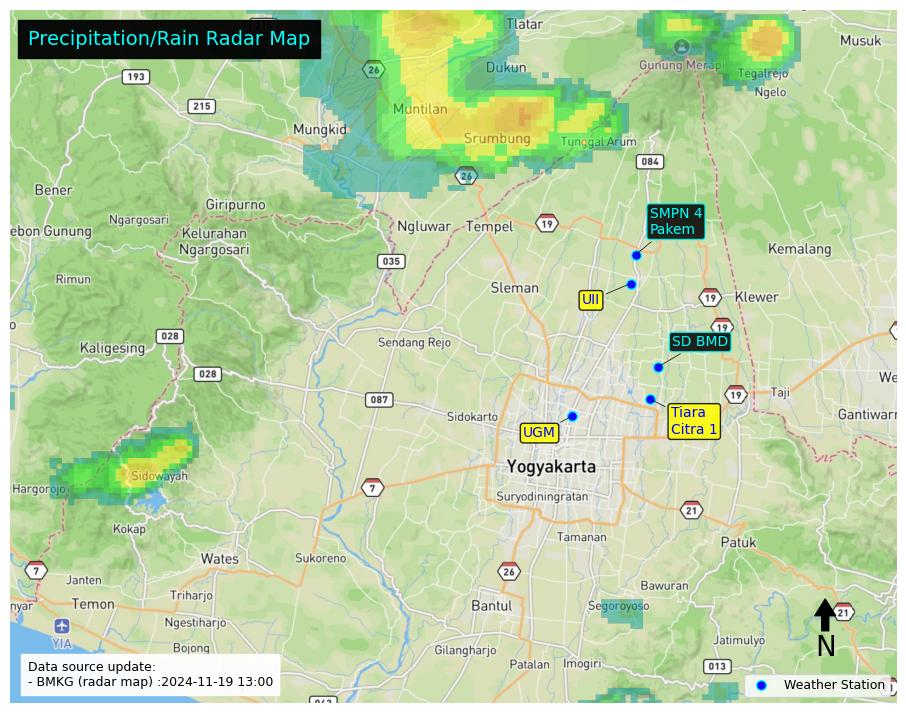 Precipitation/Rain Radar Map
Tlatar
Musuk
26
Dukun
Gunung Merapi
Tegalrejo
193
Ngelo
215
Muntilan
Mungkid
Srumbung
Tunggal Arum
084
26
Bener
Giripurno
SMPN 4
Pakem
Ngargosari
Ngluwar
Tempel
19
ebon Gunung
Kelurahan
Ngargosari
Kemalang
035
Rimun
Sleman
UII
19
Klewer
19
028
Sendang Rejo
SD BMD
Kaligesing
028
We
087
19
Taji
Sidokarto
Tiara
Citra 1
Gantiwarn
UGM
Yogyakarta
Sidowayah
Hargorojo
7
Suryodiningratan
21
Kokap
Tamanan
Patuk
Wates
Sukoreno
7
26
Janten
Bawuran
Triharjo
nyar
Temon
Bantul
Segoroyoso
21
Ngestiharjo
YIA
N
Jatimulyo
Bojong
Gilangharjo
Patalan
Imogiri
013
Data source update:
- BMKG (radar map) :2024-11-19 13:00
Weather Station